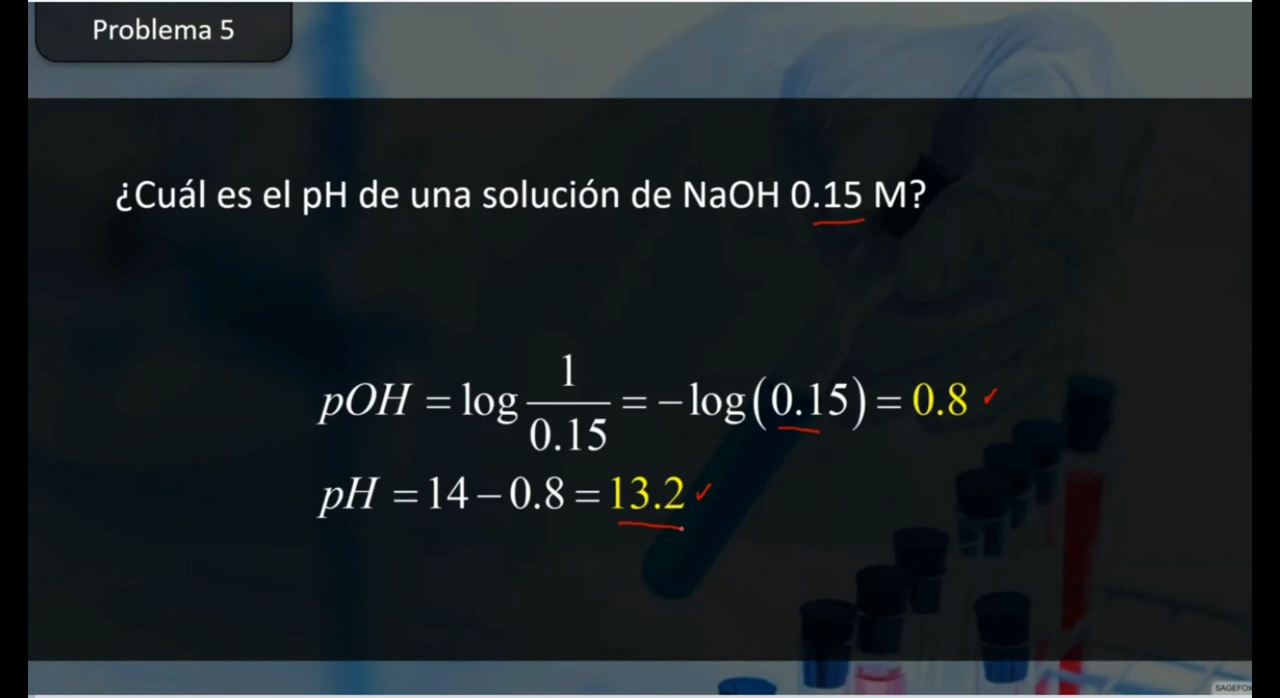 Problema 5
¿Cuál es el pH de una solución de NaOH 0.15 M?
pOH = log 1/0.15 = −log(0.15) = 0.8 ✓
pH = 14 − 0.8 = 13.2 ✓
SAGEFOX